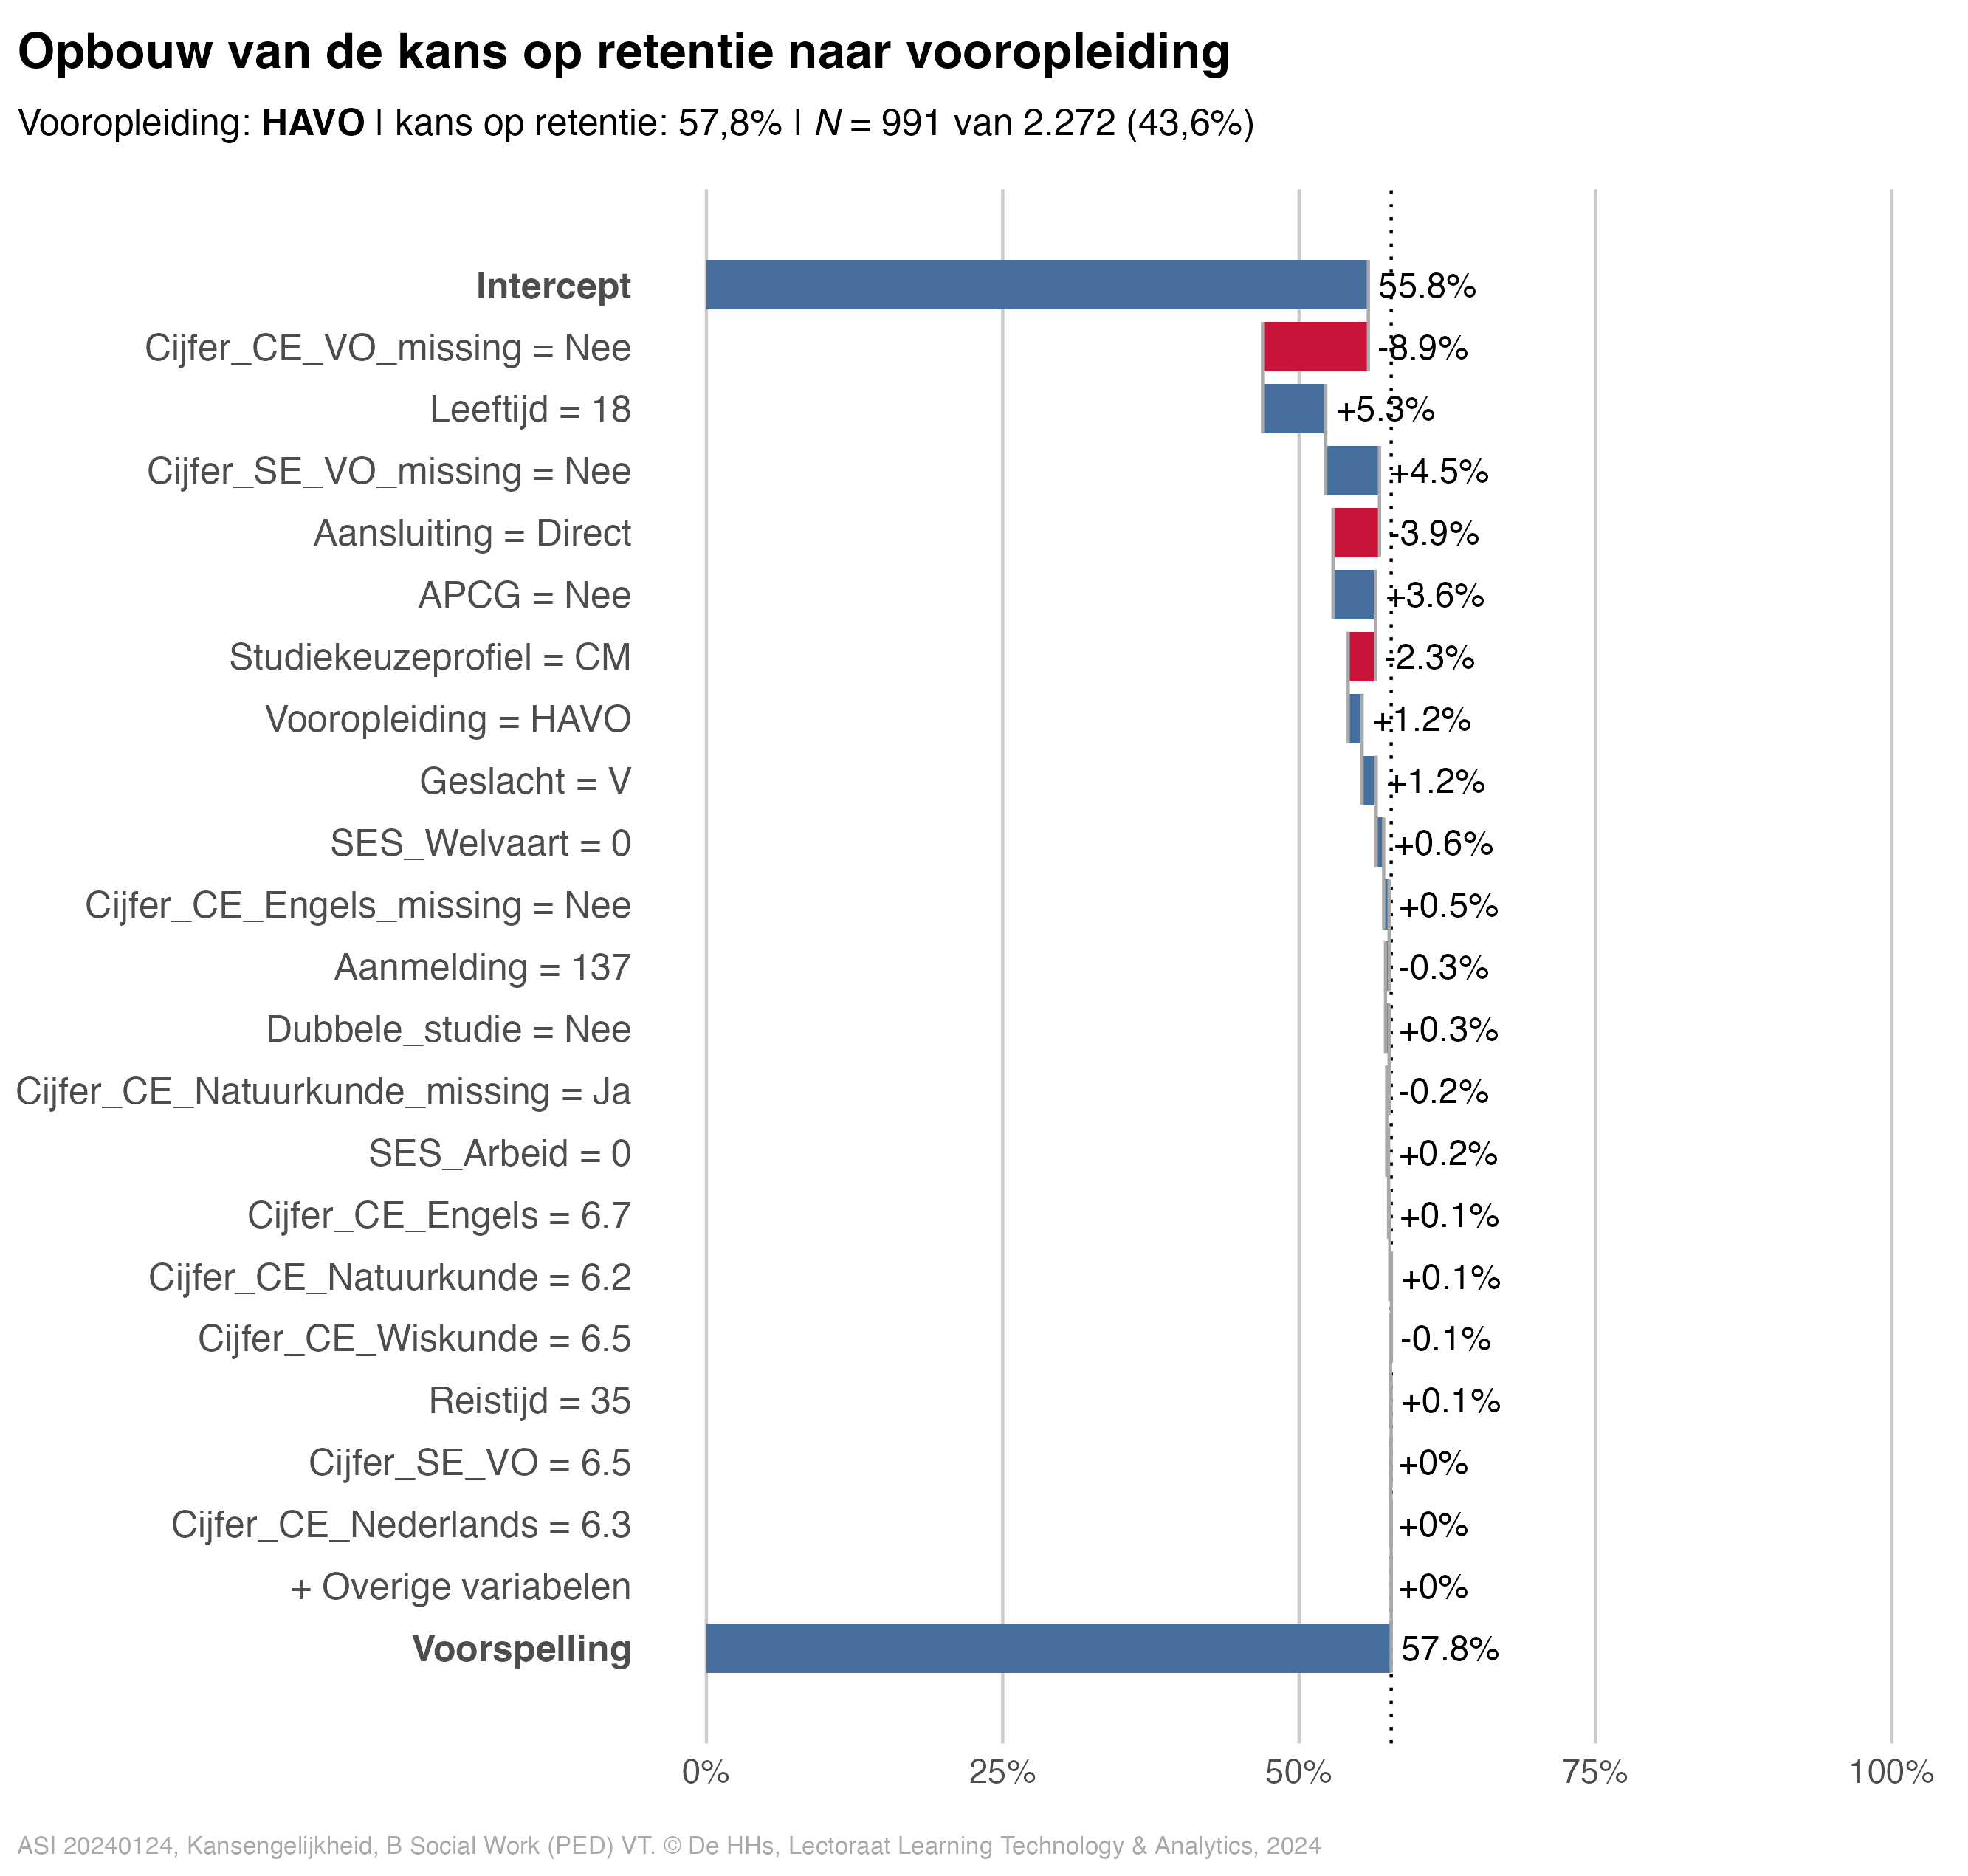 Opbouw van de kans op retentie naar vooropleiding
Vooropleiding: HAVO | kans op retentie: 57,8% | N = 991 van 2.272 (43,6%)
Intercept 55.8%
Cijfer_CE_VO_missing = Nee -8.9%
Leeftijd = 18 +5.3%
Cijfer_SE_VO_missing = Nee +4.5%
Aansluiting = Direct -3.9%
APCG = Nee +3.6%
Studiekeuzeprofiel = CM -2.3%
Vooropleiding = HAVO +1.2%
Geslacht = V +1.2%
SES_Welvaart = 0 +0.6%
Cijfer_CE_Engels_missing = Nee +0.5%
Aanmelding = 137 -0.3%
Dubbele_studie = Nee +0.3%
Cijfer_CE_Natuurkunde_missing = Ja -0.2%
SES_Arbeid = 0 +0.2%
Cijfer_CE_Engels = 6.7 +0.1%
Cijfer_CE_Natuurkunde = 6.2 +0.1%
Cijfer_CE_Wiskunde = 6.5 -0.1%
Reistijd = 35 +0.1%
Cijfer_SE_VO = 6.5 +0%
Cijfer_CE_Nederlands = 6.3 +0%
+ Overige variabelen +0%
Voorspelling 57.8%
0% 25% 50% 75% 100%
ASI 20240124, Kansengelijkheid, B Social Work (PED) VT. © De HHs, Lectoraat Learning Technology & Analytics, 2024